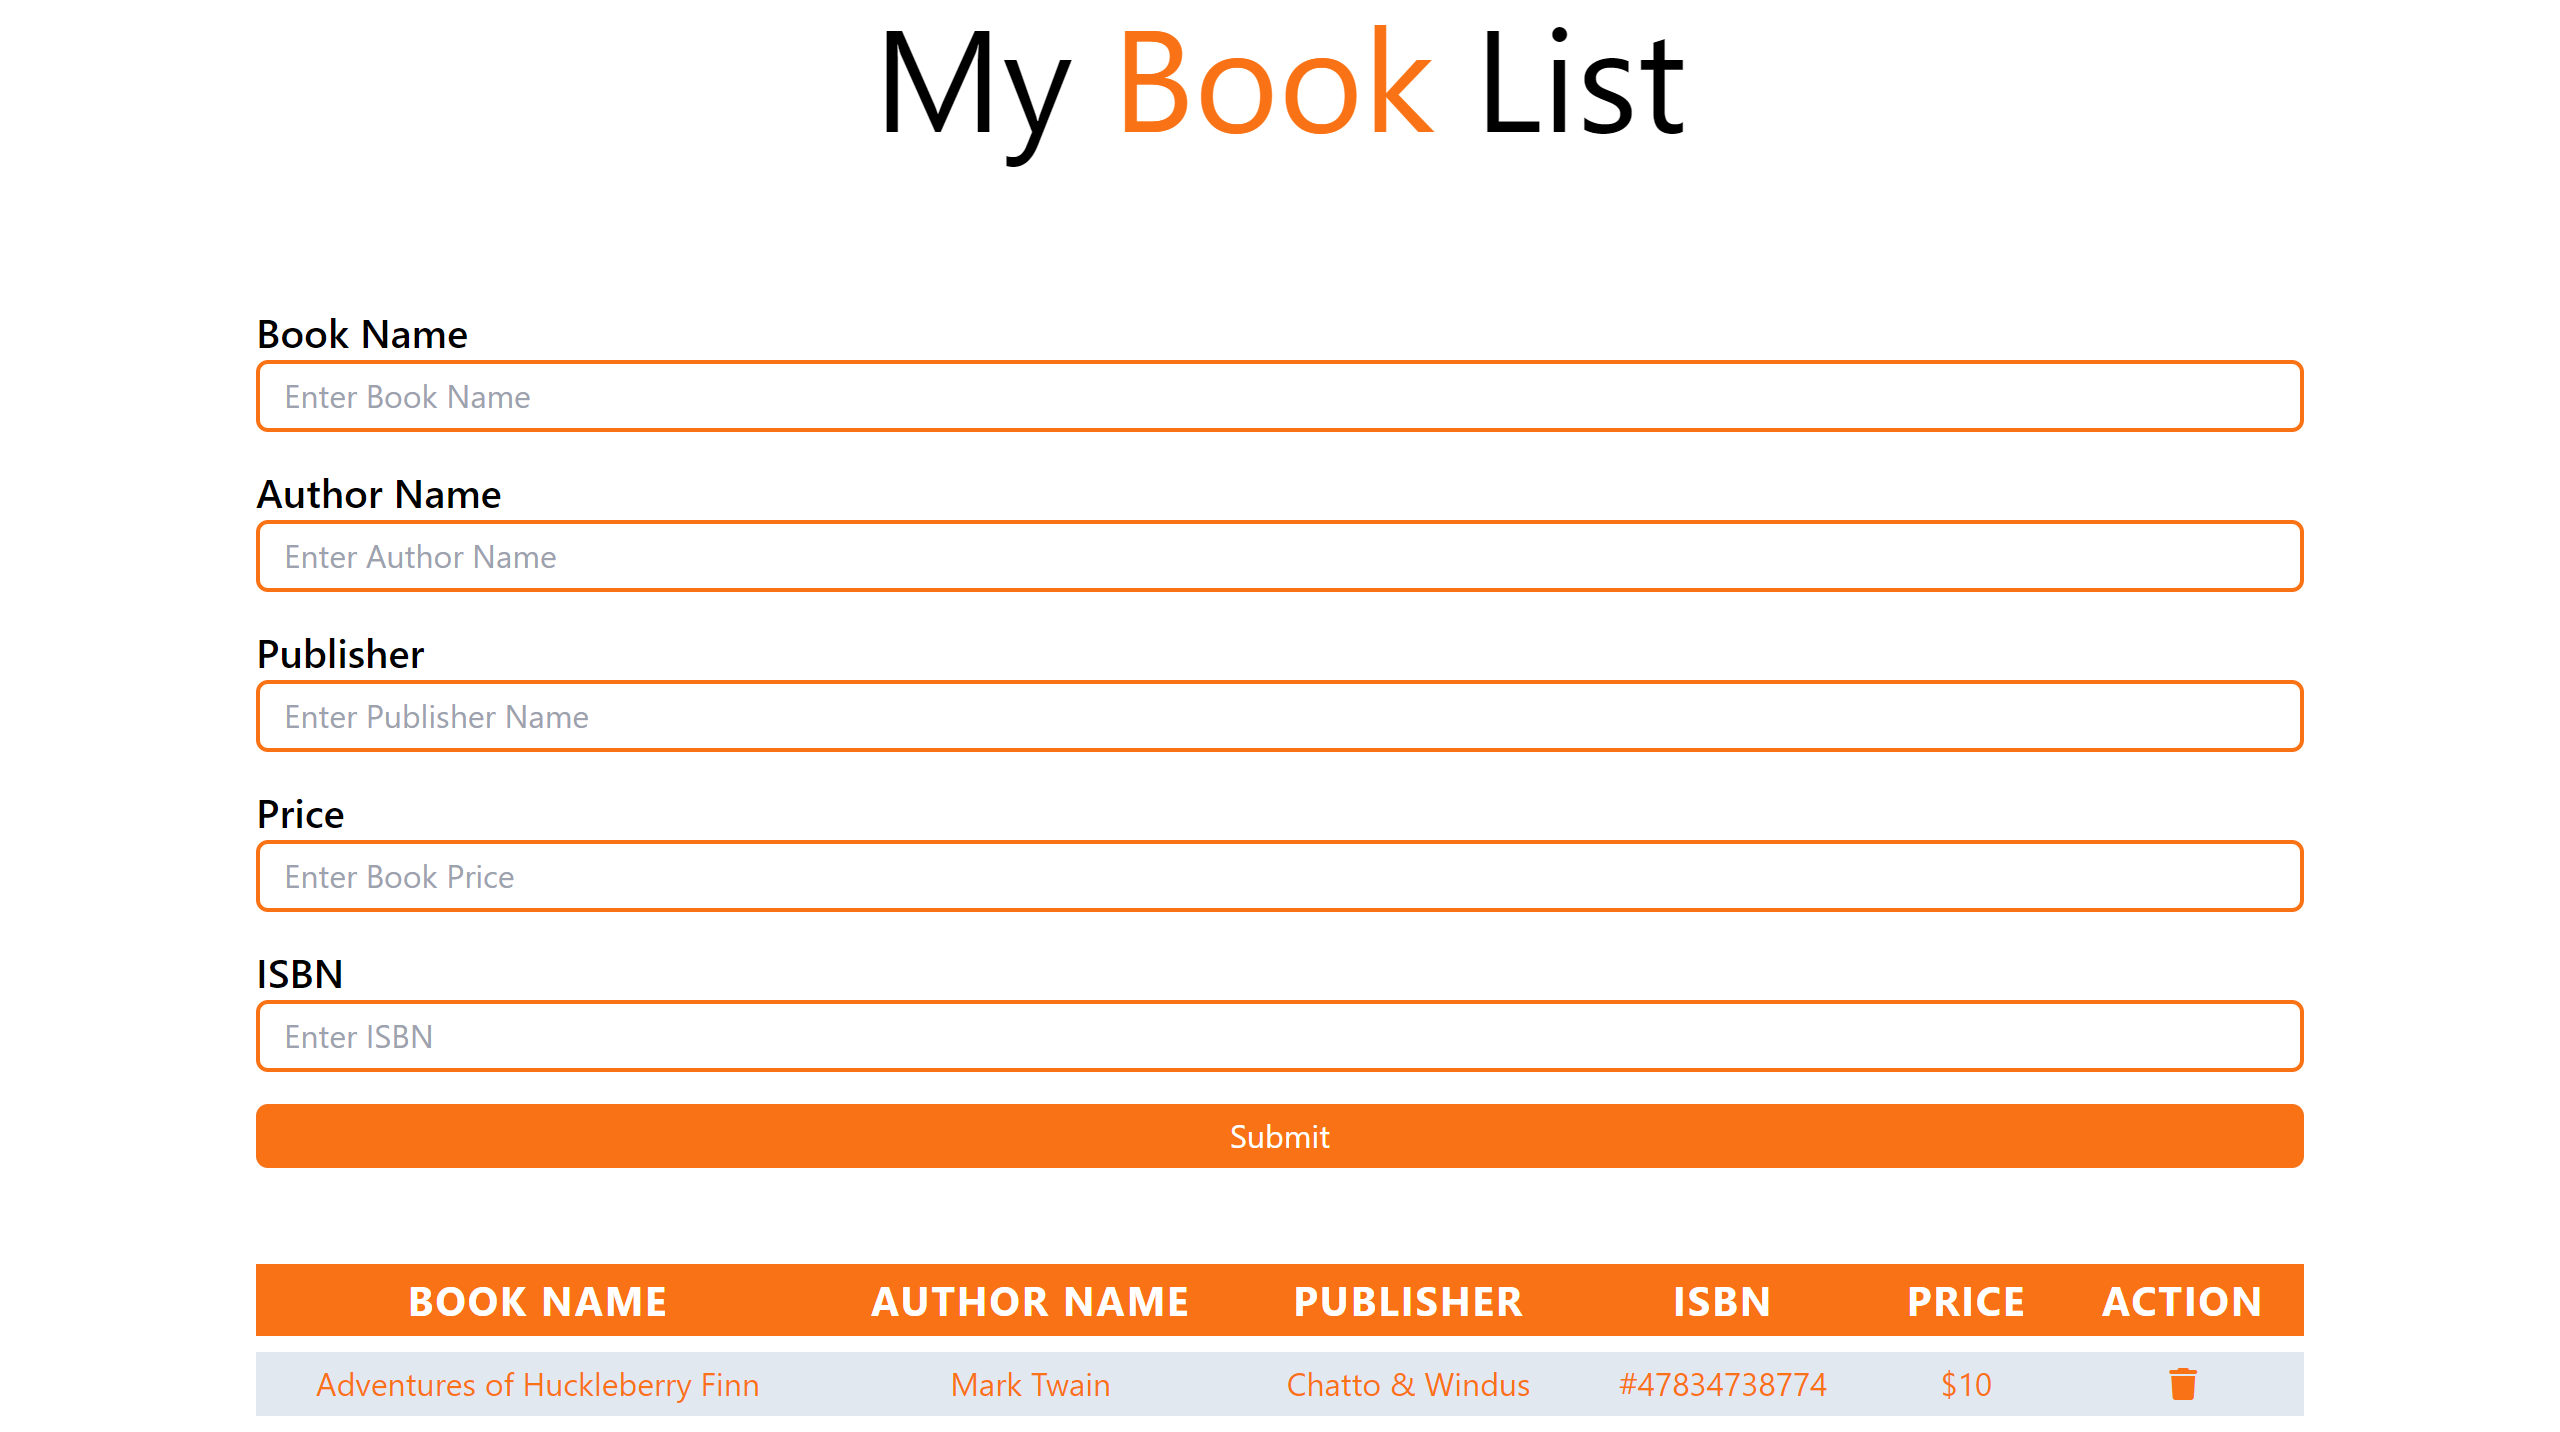 My Book List
Book Name
Enter Book Name
Author Name
Enter Author Name
Publisher
Enter Publisher Name
Price
Enter Book Price
ISBN
Enter ISBN
Submit
BOOK NAME AUTHOR NAME PUBLISHER ISBN PRICE ACTION
Adventures of Huckleberry Finn Mark Twain Chatto & Windus #47834738774 $10